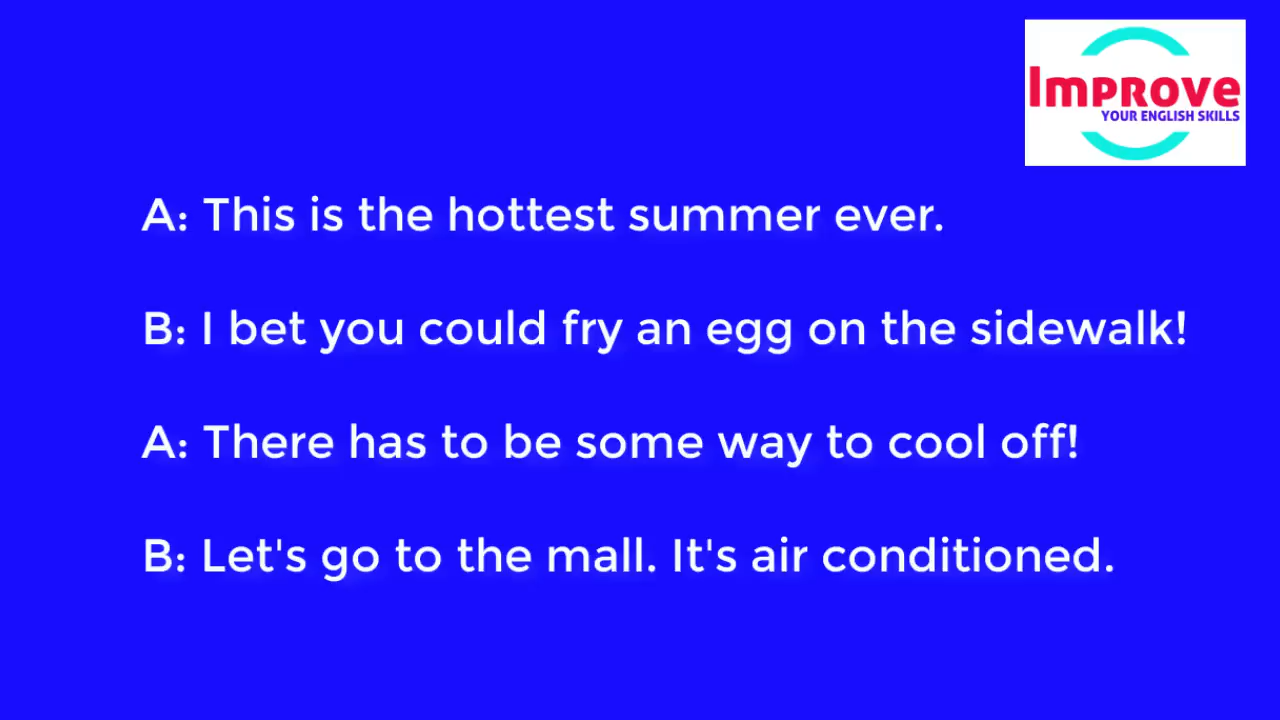 Improve
YOUR ENGLISH SKILLS
A: This is the hottest summer ever.
B: I bet you could fry an egg on the sidewalk!
A: There has to be some way to cool off!
B: Let's go to the mall. It's air conditioned.